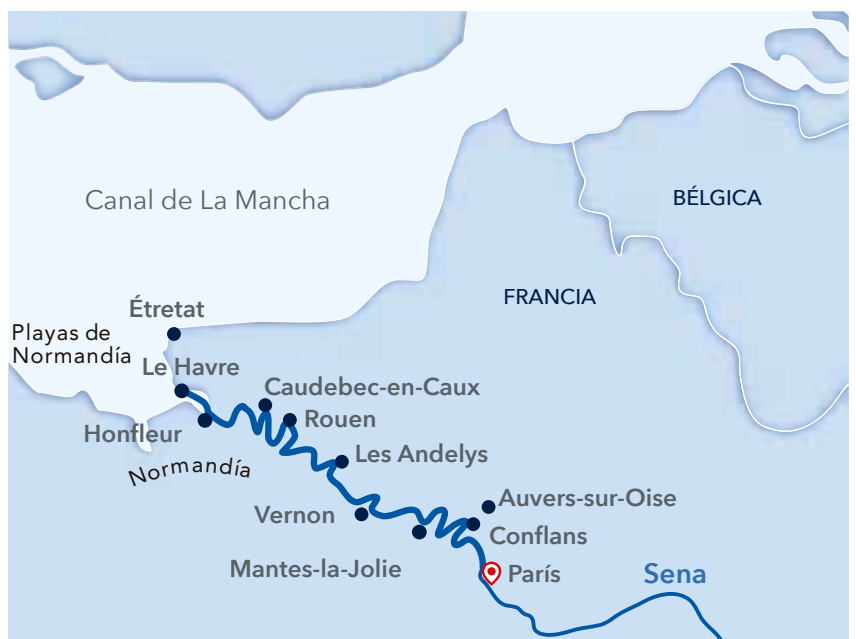 Canal de La Mancha
BÉLGICA
FRANCIA
Étretat
Playas de
Normandía
Le Havre
Caudebec-en-Caux
Honfleur
Rouen
Normandía
Les Andelys
Auvers-sur-Oise
Vernon
Conflans
Mantes-la-Jolie
París
Sena